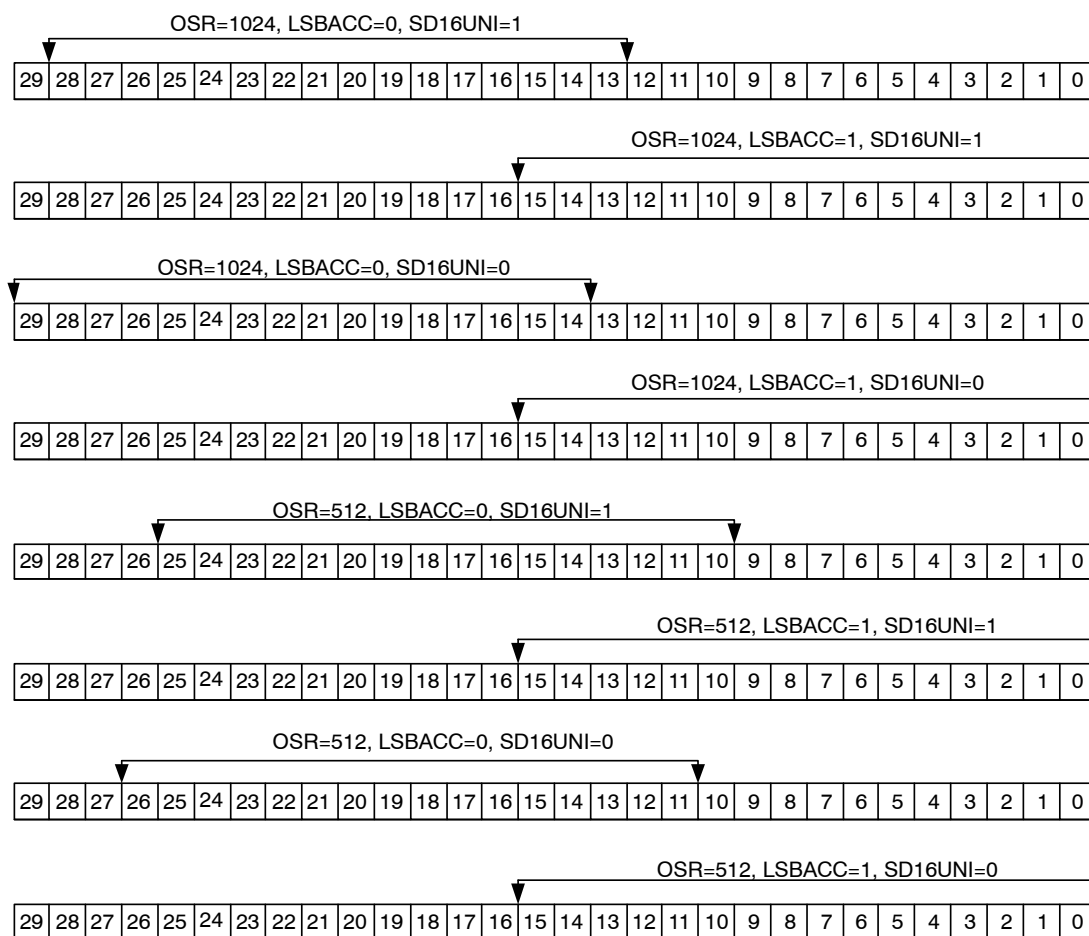 OSR=1024, LSBACC=0, SD16UNI=1
29 28 27 26 25 24 23 22 21 20 19 18 17 16 15 14 13 12 11 10 9 8 7 6 5 4 3 2 1 0
OSR=1024, LSBACC=1, SD16UNI=1
29 28 27 26 25 24 23 22 21 20 19 18 17 16 15 14 13 12 11 10 9 8 7 6 5 4 3 2 1 0
OSR=1024, LSBACC=0, SD16UNI=0
29 28 27 26 25 24 23 22 21 20 19 18 17 16 15 14 13 12 11 10 9 8 7 6 5 4 3 2 1 0
OSR=1024, LSBACC=1, SD16UNI=0
29 28 27 26 25 24 23 22 21 20 19 18 17 16 15 14 13 12 11 10 9 8 7 6 5 4 3 2 1 0
OSR=512, LSBACC=0, SD16UNI=1
29 28 27 26 25 24 23 22 21 20 19 18 17 16 15 14 13 12 11 10 9 8 7 6 5 4 3 2 1 0
OSR=512, LSBACC=1, SD16UNI=1
29 28 27 26 25 24 23 22 21 20 19 18 17 16 15 14 13 12 11 10 9 8 7 6 5 4 3 2 1 0
OSR=512, LSBACC=0, SD16UNI=0
29 28 27 26 25 24 23 22 21 20 19 18 17 16 15 14 13 12 11 10 9 8 7 6 5 4 3 2 1 0
OSR=512, LSBACC=1, SD16UNI=0
29 28 27 26 25 24 23 22 21 20 19 18 17 16 15 14 13 12 11 10 9 8 7 6 5 4 3 2 1 0